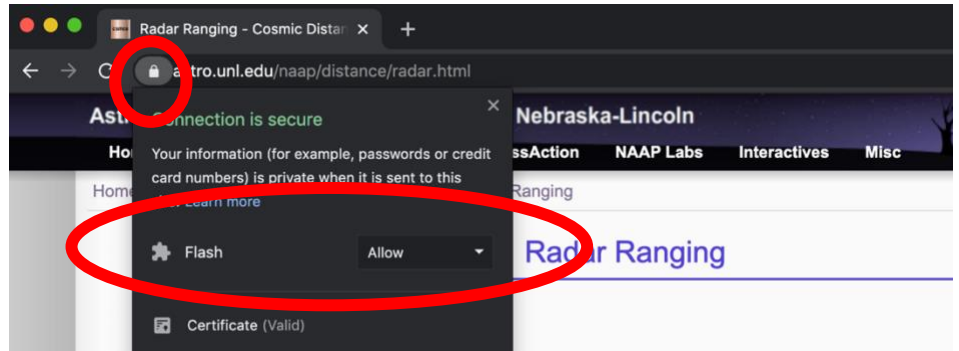 Radar Ranging - Cosmic Distan
astro.unl.edu/naap/distance/radar.html
Nebraska-Lincoln
Connection is secure
Your information (for example, passwords or credit
card numbers) is private when it is sent to this
Learn more
ssAction NAAP Labs Interactives Misc
Home Ranging
Flash Allow
Radar Ranging
Certificate (Valid)